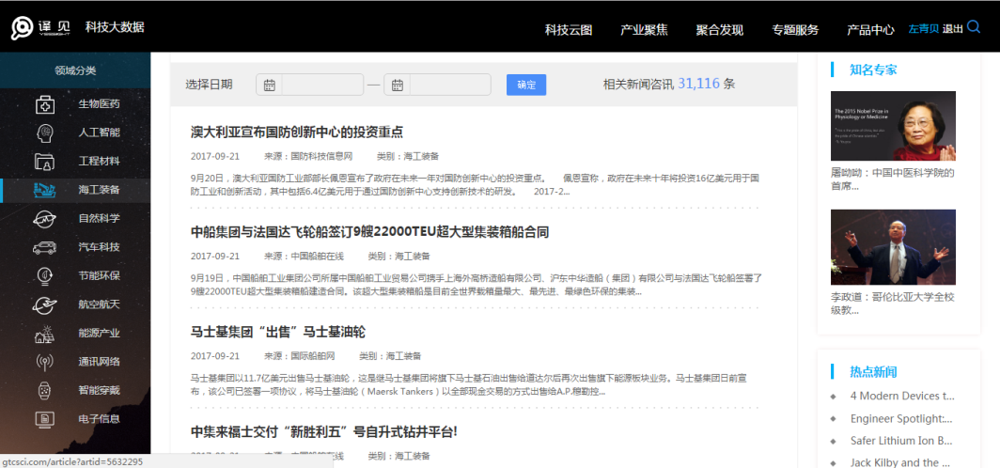 译见 科技大数据
YEESIGHT
科技云图 产业聚焦 聚合发现 专题服务 产品中心 左青贝 退出
领域分类
生物医药
人工智能
工程材料
海工装备
自然科学
汽车科技
节能环保
航空航天
能源产业
通讯网络
智能穿戴
电子信息
选择日期 — 确定 相关新闻咨讯 31,116 条
澳大利亚宣布国防创新中心的投资重点
2017-09-21 来源：国防科技信息网 类别：海工装备
9月20日，澳大利亚国防工业部部长佩恩宣布了政府在未来一年对国防创新中心的投资重点。 佩恩宣称，政府在未来十年将投资16亿美元用于国
防工业和创新活动，其中包括6.4亿美元用于通过国防创新中心支持创新技术的研发。 2017-2...
中船集团与法国达飞轮船签订9艘22000TEU超大型集装箱船合同
2017-09-21 来源：中国船舶在线 类别：海工装备
9月19日，中国船舶工业集团公司所属中国船舶工业贸易公司携手上海外高桥造船有限公司、沪东中华造船（集团）有限公司与法国达飞轮船签署了
9艘22000TEU超大型集装箱船建造合同。该超大型集装箱船是目前全世界载箱量最大、最先进、最绿色环保的集装...
马士基集团“出售”马士基油轮
2017-09-21 来源：国际船舶网 类别：海工装备
马士基集团以11.7亿美元出售马士基油轮，这是继马士基集团将旗下马士基石油出售给道达尔后再次出售旗下能源板块业务。马士基集团日前宣
布，该公司已签署一项协议，将马士基油轮（Maersk Tankers）以全部现金交易的方式出售给A.P.穆勒控...
中集来福士交付“新胜利五”号自升式钻井平台!
2017-09-21 来源：中国船舶在线 类别：海工装备
gtcsci.com/article?artid=5632295
知名专家
The 2015 Nobel Prize in
Physiology or Medicine
屠呦呦：中国中医科学院的
首席...
李政道：哥伦比亚大学全校
级教...
热点新闻
4 Modern Devices t...
Engineer Spotlight:...
Safer Lithium Ion B...
Jack Kilby and the ...